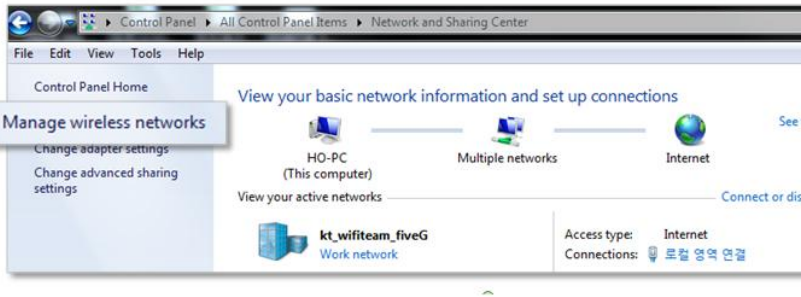 Control Panel ▸ All Control Panel Items ▸ Network and Sharing Center
File Edit View Tools Help
Control Panel Home
Manage wireless networks
Change adapter settings
Change advanced sharing
settings
View your basic network information and set up connections
See
HO-PC
(This computer)
Multiple networks
Internet
View your active networks
Connect or dis
kt_wifiteam_fiveG
Work network
Access type: Internet
Connections: 로컬 영역 연결